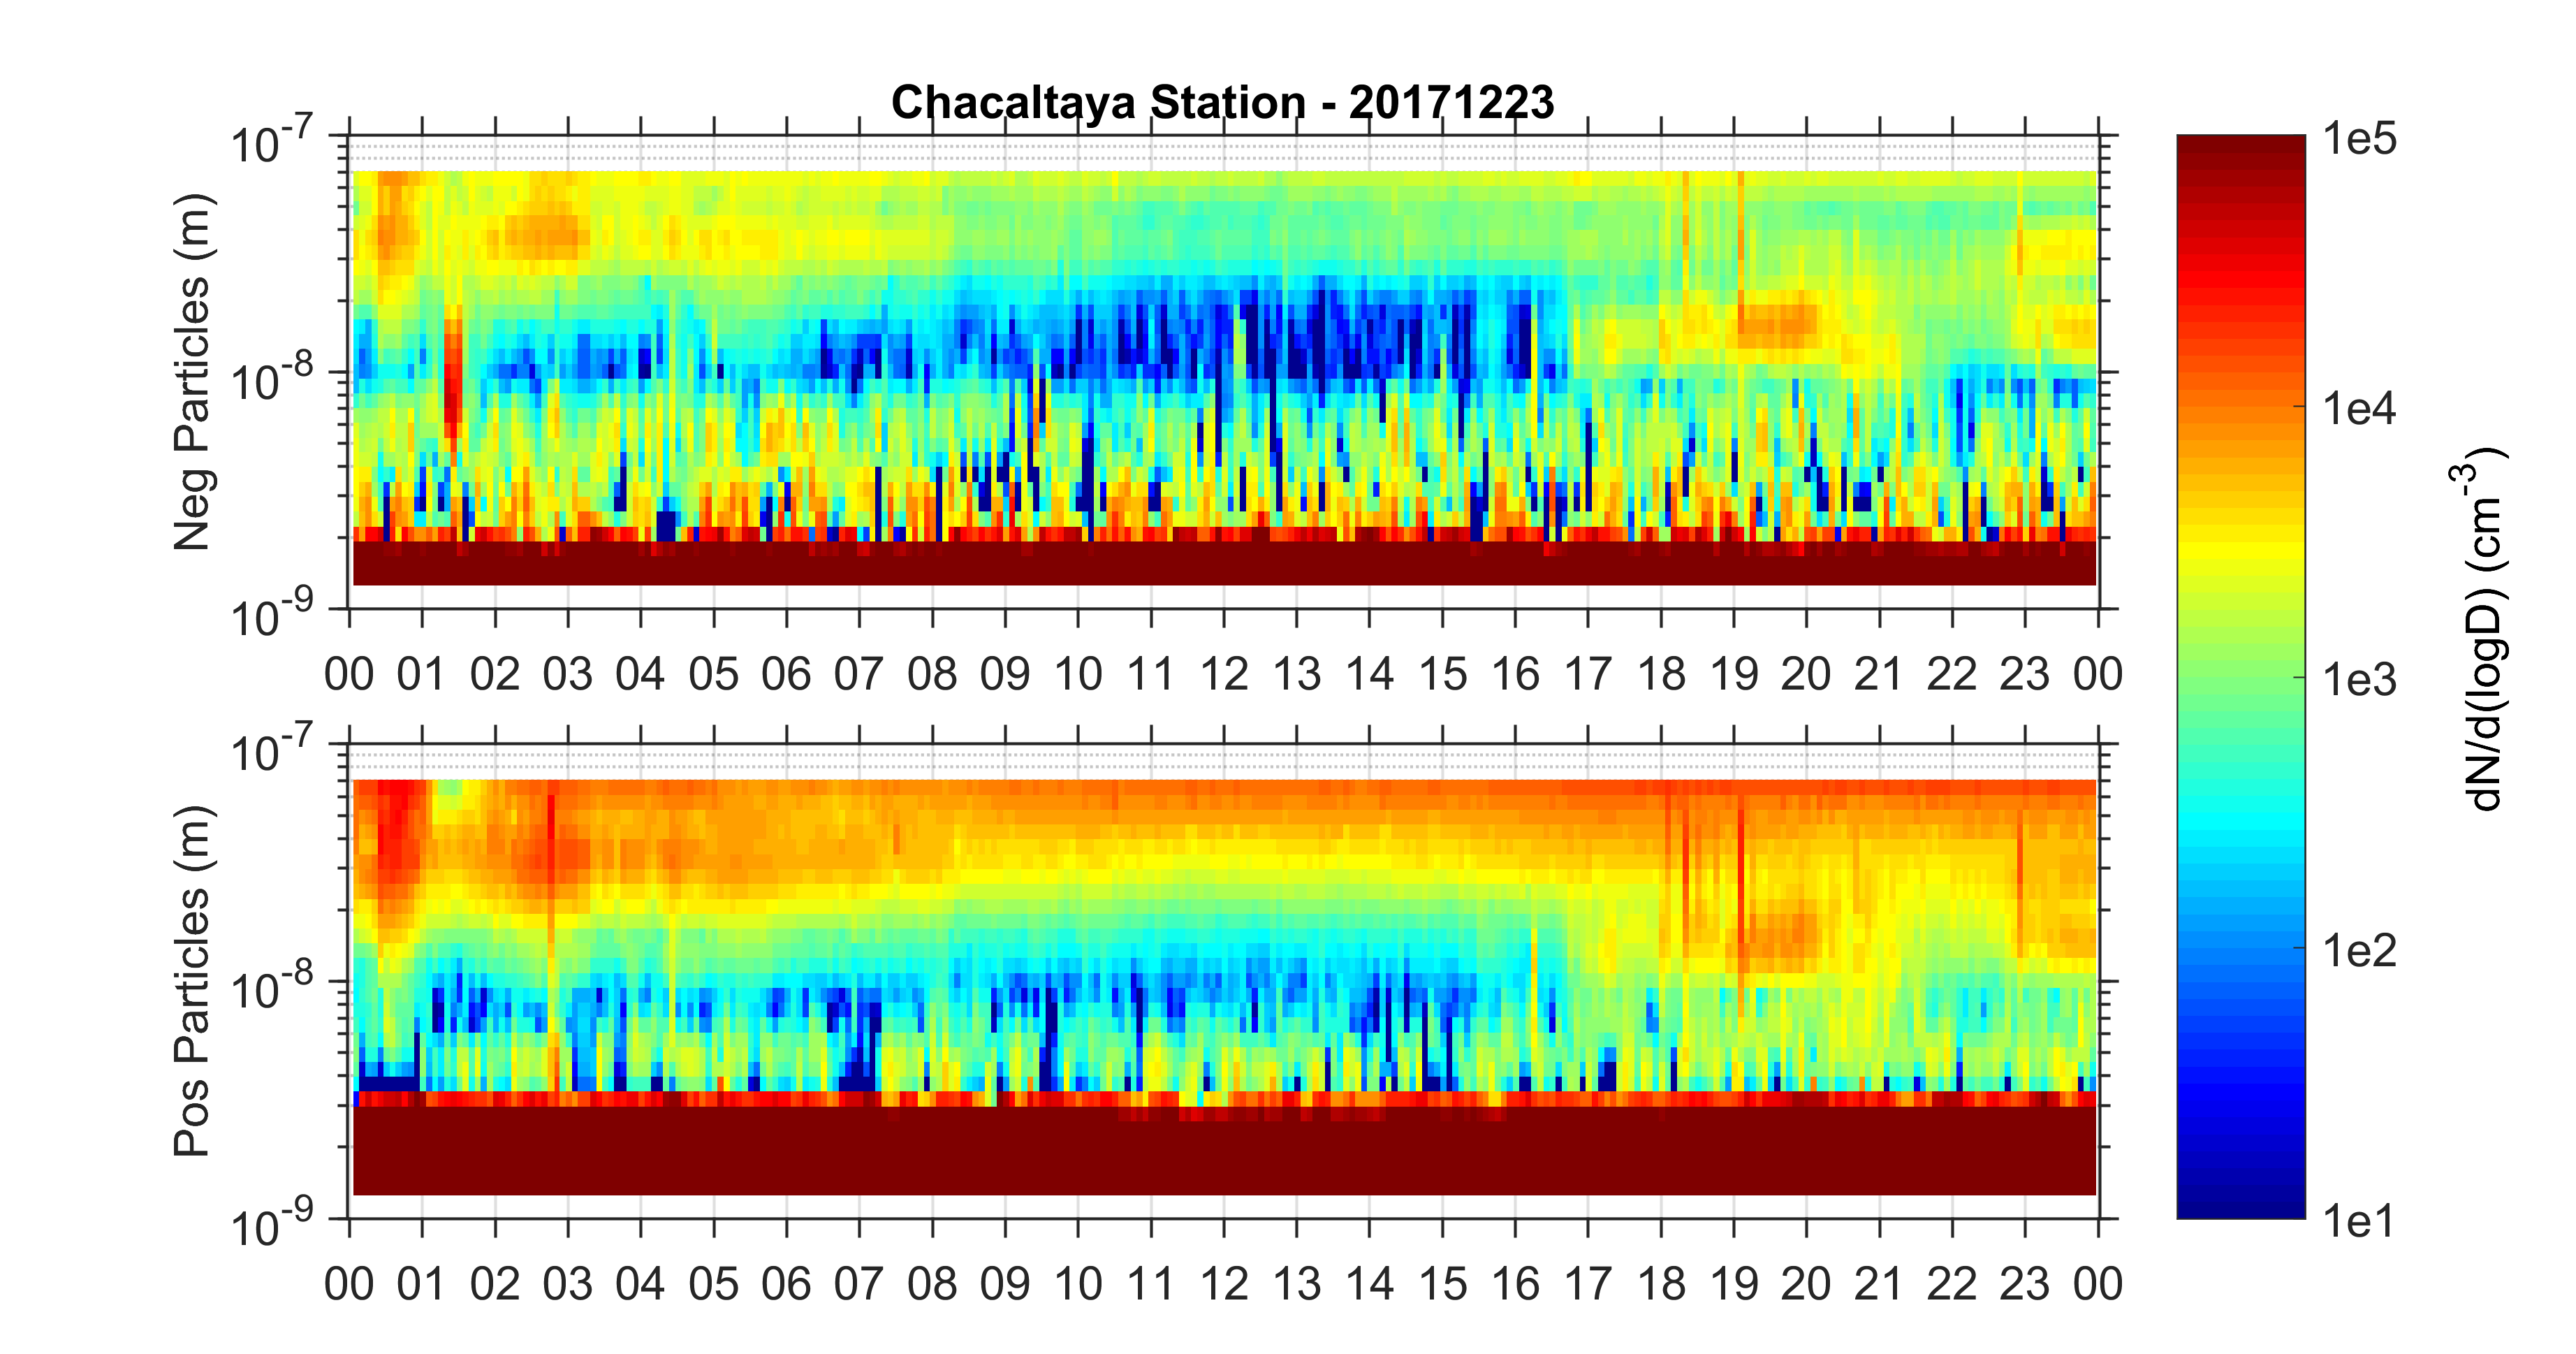 Chacaltaya Station - 20171223
10-7
10-8
10-9
Neg Particles (m)
00 01 02 03 04 05 06 07 08 09 10 11 12 13 14 15 16 17 18 19 20 21 22 23 00
10-7
10-8
10-9
Pos Particles (m)
00 01 02 03 04 05 06 07 08 09 10 11 12 13 14 15 16 17 18 19 20 21 22 23 00
1e5
1e4
1e3
1e2
1e1
dN/d(logD) (cm-3)